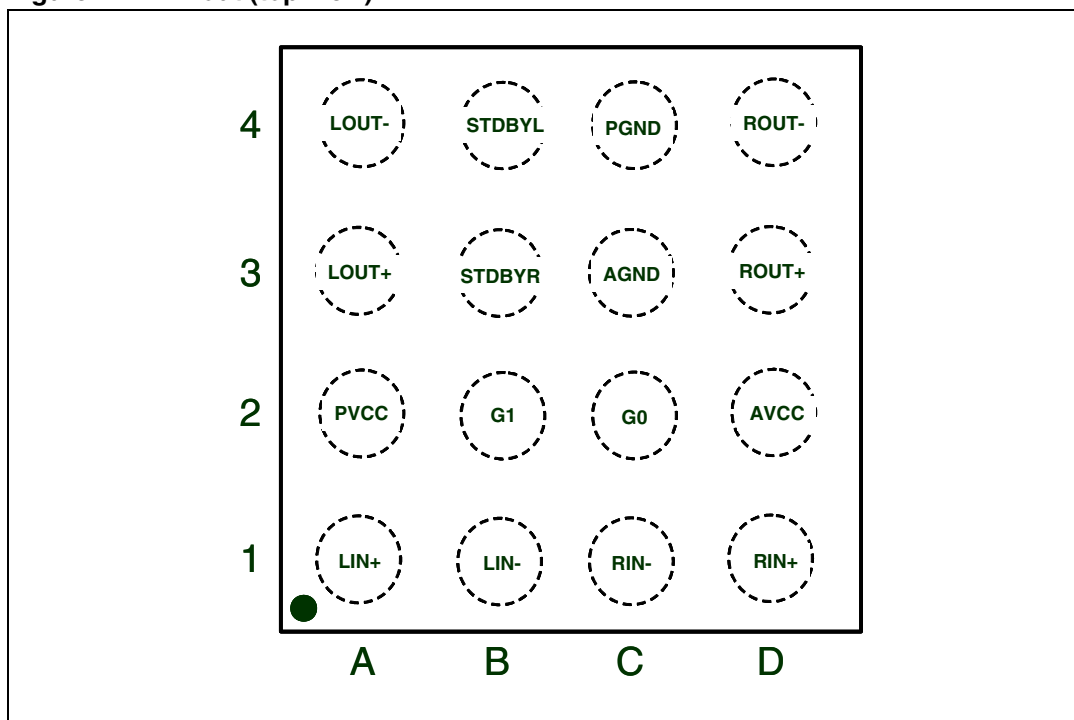 4 LOUT- STDBYL PGND ROUT-
3 LOUT+ STDBYR AGND ROUT+
2 PVCC G1 G0 AVCC
1 LIN+ LIN- RIN- RIN+
A B C D